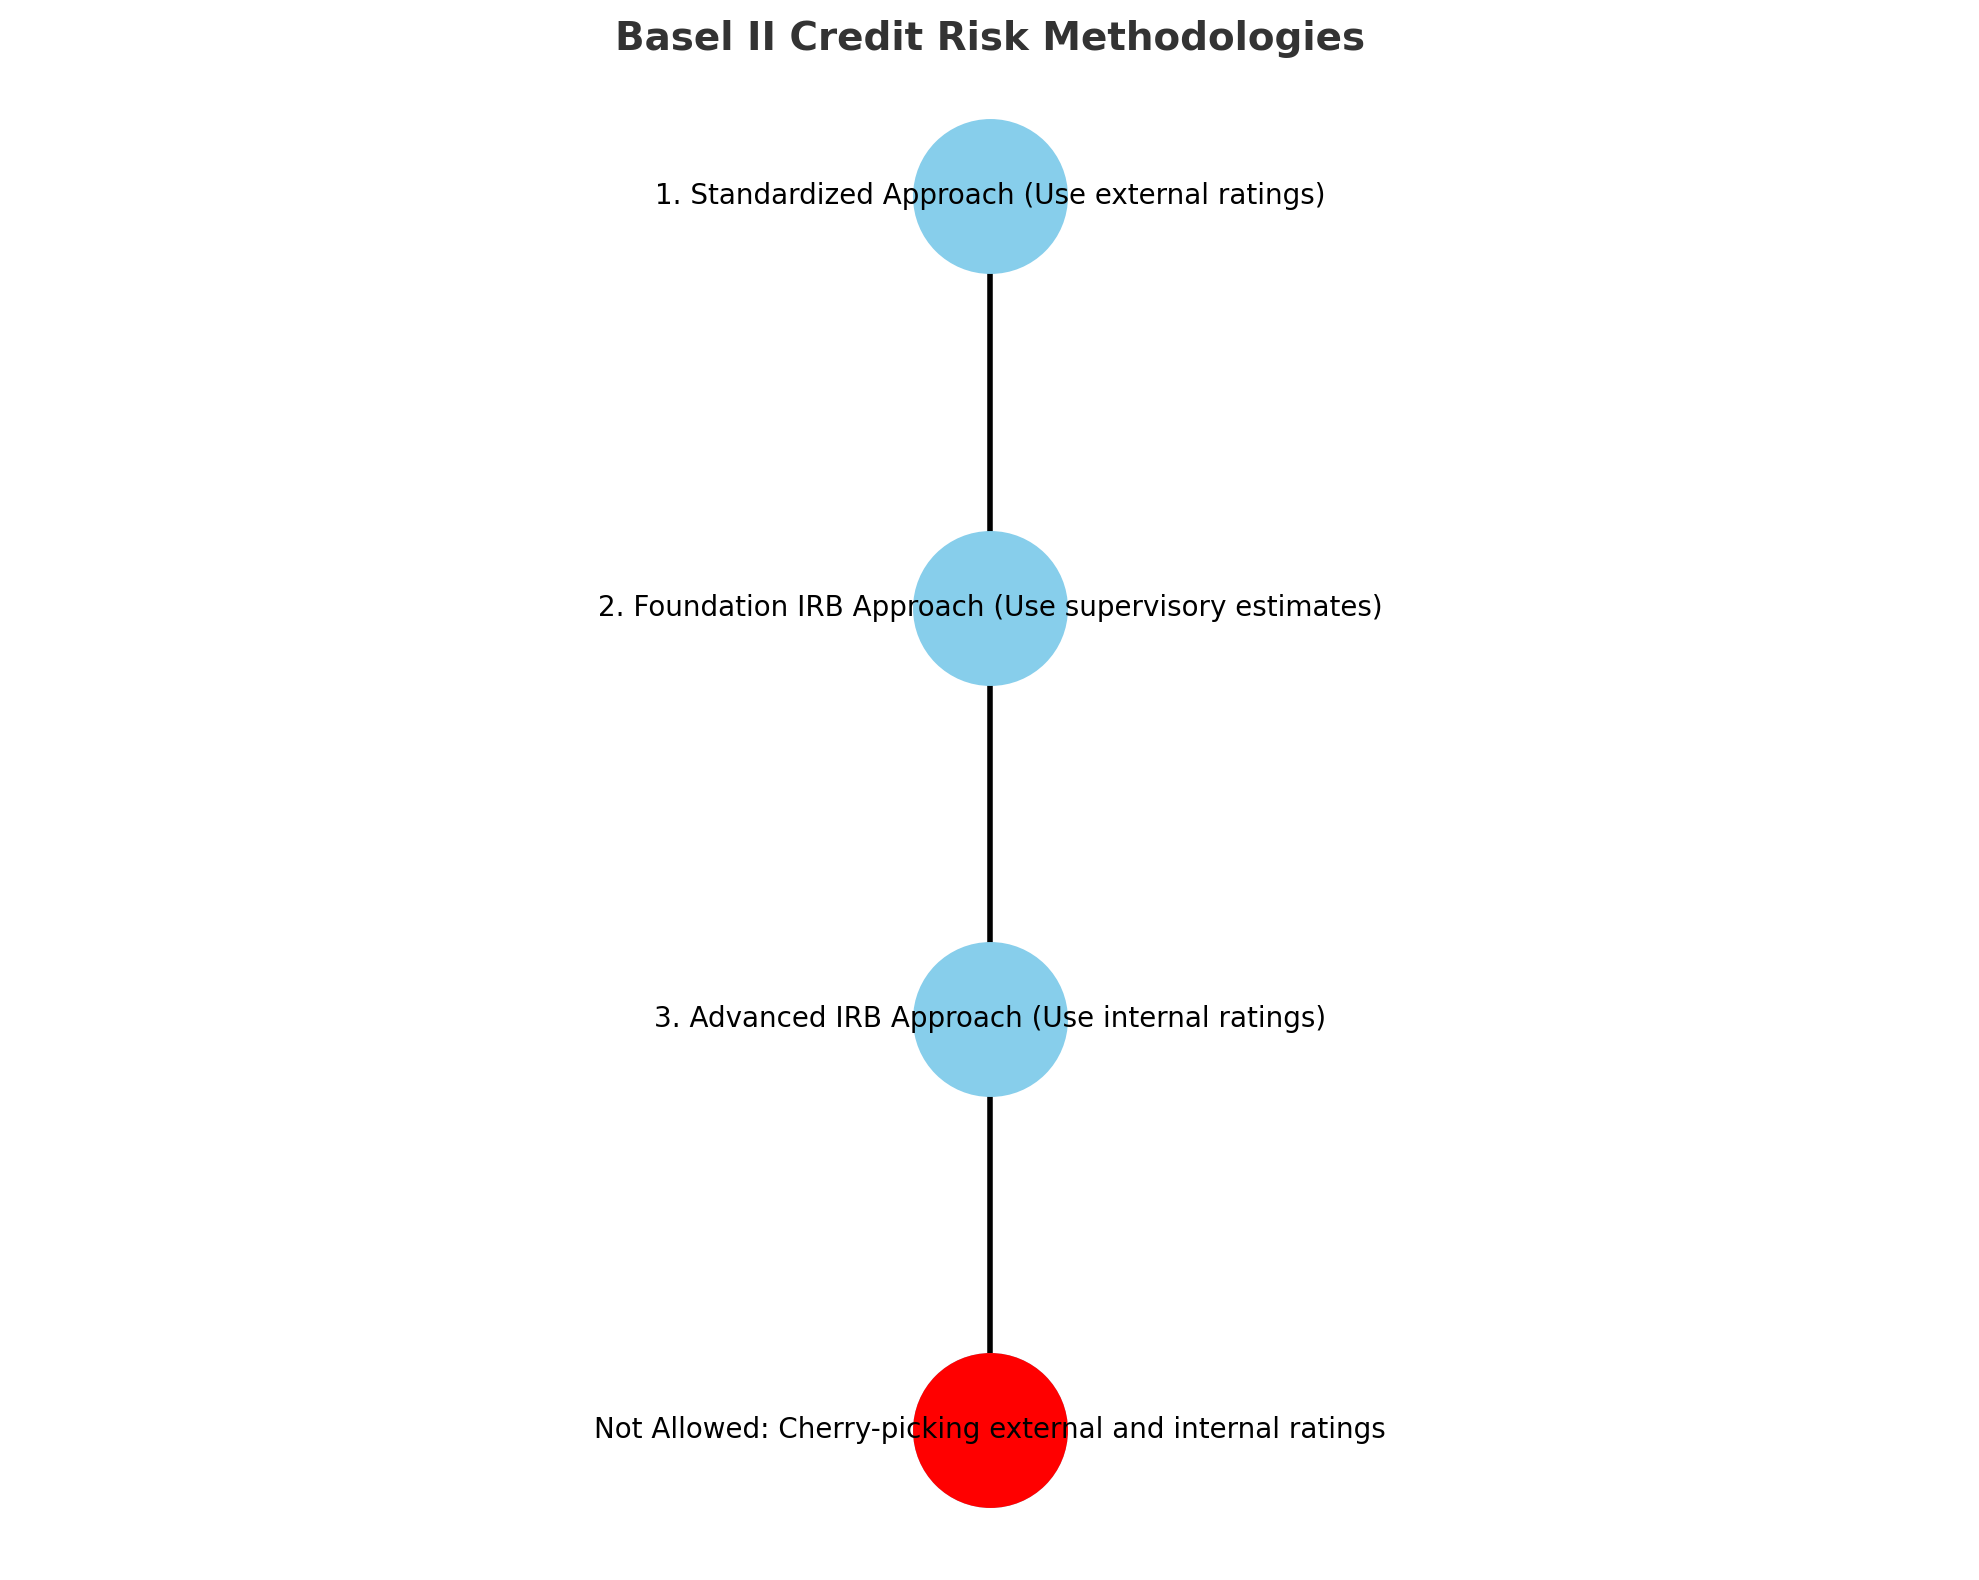 Basel II Credit Risk Methodologies
1. Standardized Approach (Use external ratings)
2. Foundation IRB Approach (Use supervisory estimates)
3. Advanced IRB Approach (Use internal ratings)
Not Allowed: Cherry-picking external and internal ratings